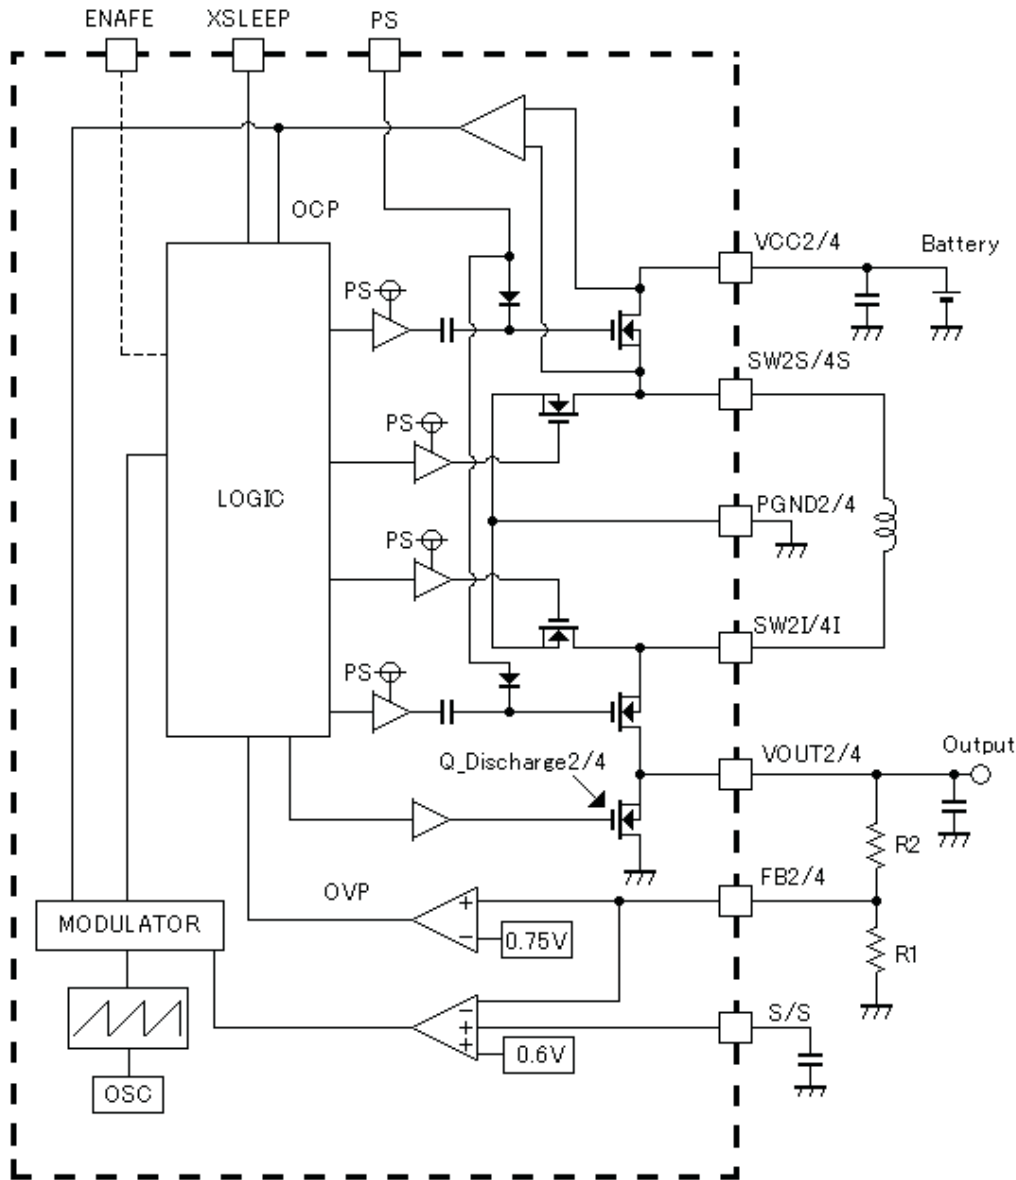 ENAFE XSLEEP PS
OCP
VCC2/4 Battery
PS
SW2S/4S
PS
LOGIC
PGND2/4
PS
SW2I/4I
PS
Q_Discharge2/4
VOUT2/4 Output
R2
OVP
FB2/4
+
−
0.75V
MODULATOR
R1
S/S
−
+
+
0.6V
OSC